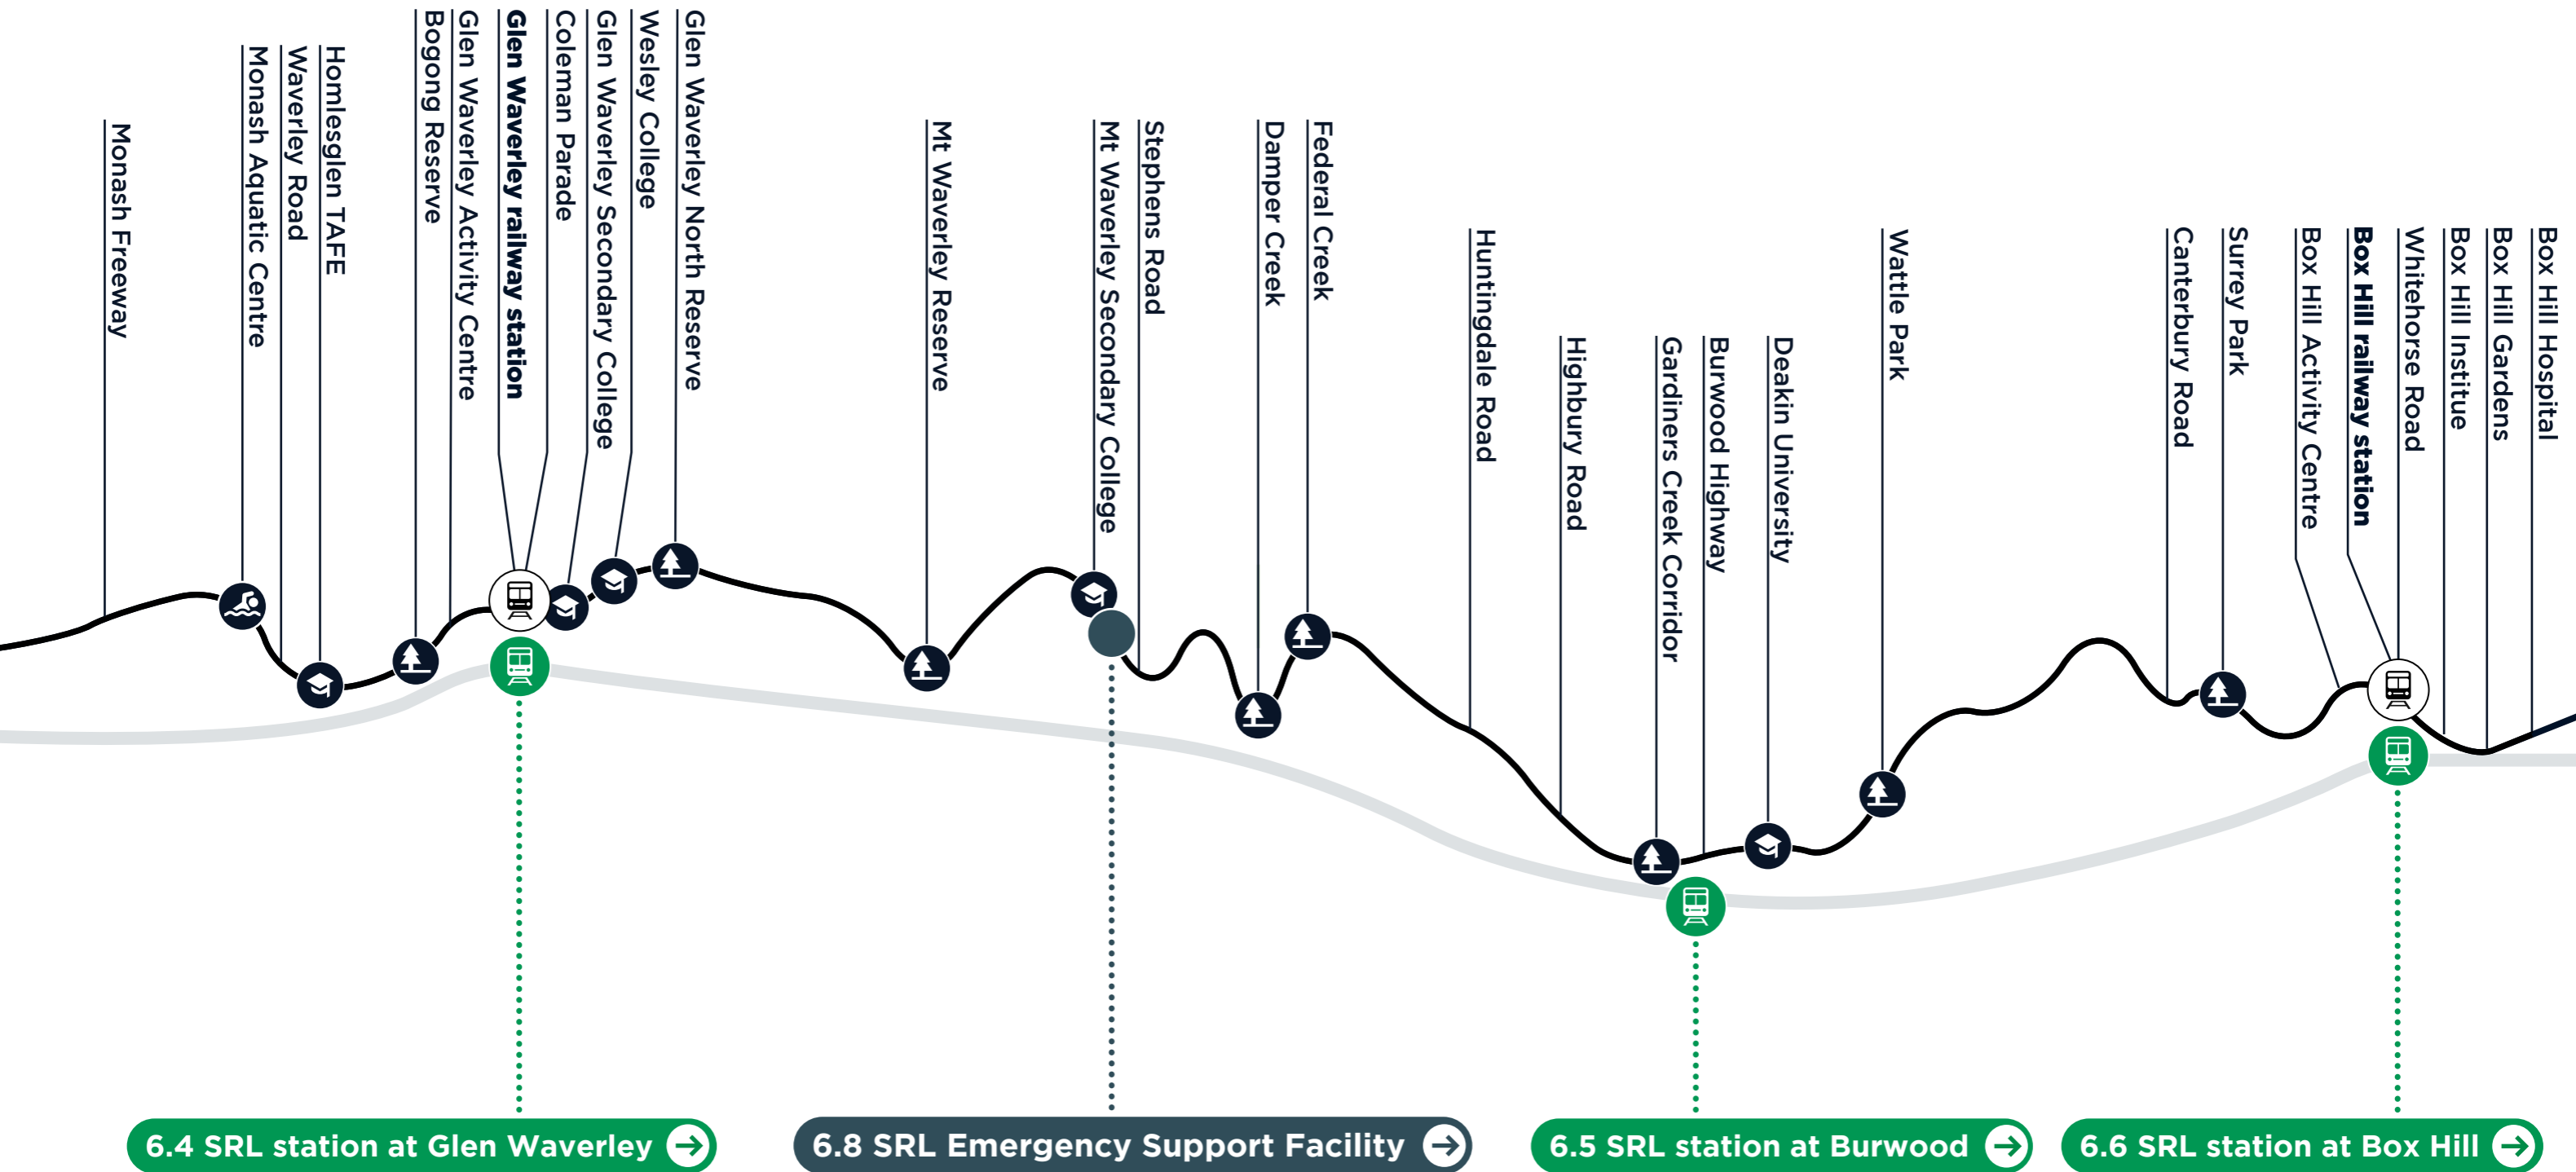 Monash Freeway
Monash Aquatic Centre
Waverley Road
Homlesglen TAFE
Bogong Reserve
Glen Waverley Activity Centre
Glen Waverley railway station
Coleman Parade
Glen Waverley Secondary College
Wesley College
Glen Waverley North Reserve
Mt Waverley Reserve
Mt Waverley Secondary College
Stephens Road
Damper Creek
Federal Creek
Huntingdale Road
Highbury Road
Gardiners Creek Corridor
Burwood Highway
Deakin University
Wattle Park
Canterbury Road
Surrey Park
Box Hill Activity Centre
Box Hill railway station
Whitehorse Road
Box Hill Institue
Box Hill Gardens
Box Hill Hospital
6.4 SRL station at Glen Waverley
6.8 SRL Emergency Support Facility
6.5 SRL station at Burwood
6.6 SRL station at Box Hill